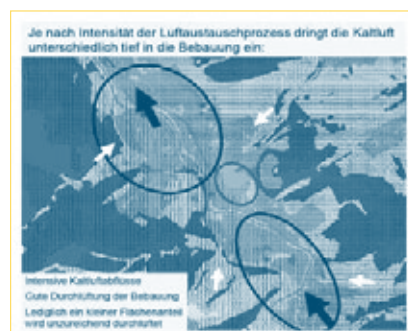 Je nach Intensität der Luftaustauschprozess dringt die Kaltluft
unterschiedlich tief in die Bebauung ein:
Intensive Kaltluftabflüsse
Gute Durchlüftung der Bebauung
Lediglich ein kleiner Flächenanteil
wird unzureichend durchlüftet